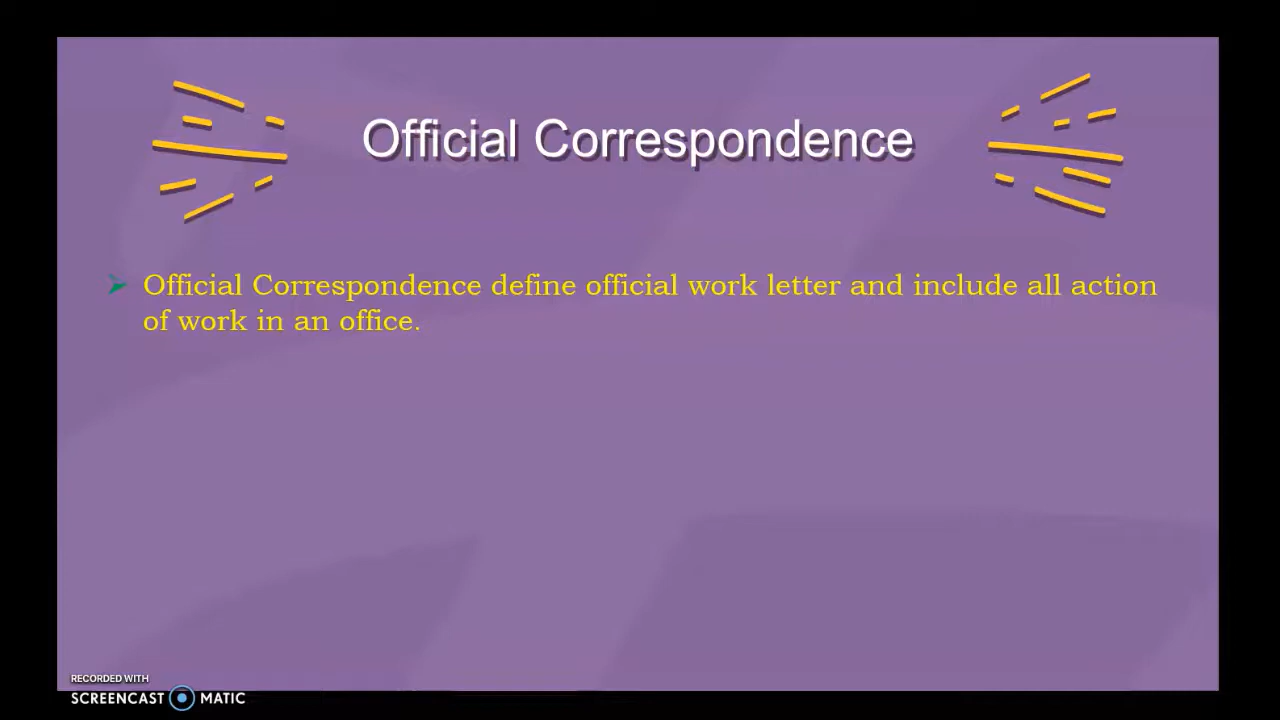 Official Correspondence
Official Correspondence define official work letter and include all action
of work in an office.
RECORDED WITH
SCREENCAST MATIC